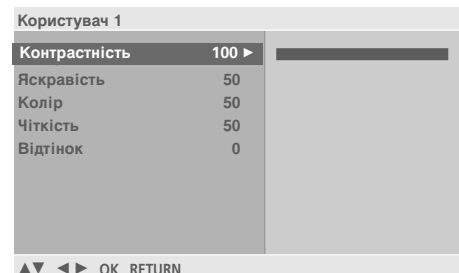 Користувач 1
Контрастність 100 ►
Яскравість 50
Колір 50
Чіткість 50
Відтінок 0
▲▼ ◄ ► OK RETURN